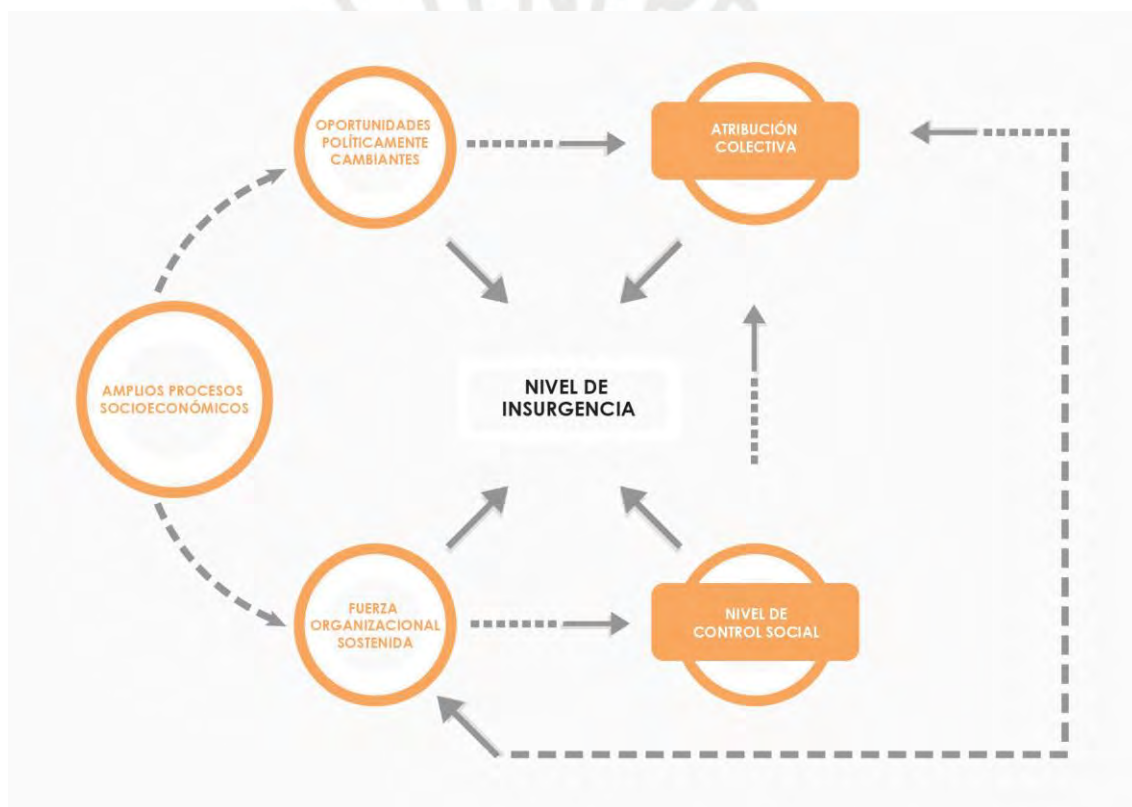 OPORTUNIDADES
POLÍTICAMENTE
CAMBIANTES
ATRIBUCIÓN
COLECTIVA
AMPLIOS PROCESOS
SOCIOECONÓMICOS
NIVEL DE
INSURGENCIA
FUERZA
ORGANIZACIONAL
SOSTENIDA
NIVEL DE
CONTROL SOCIAL